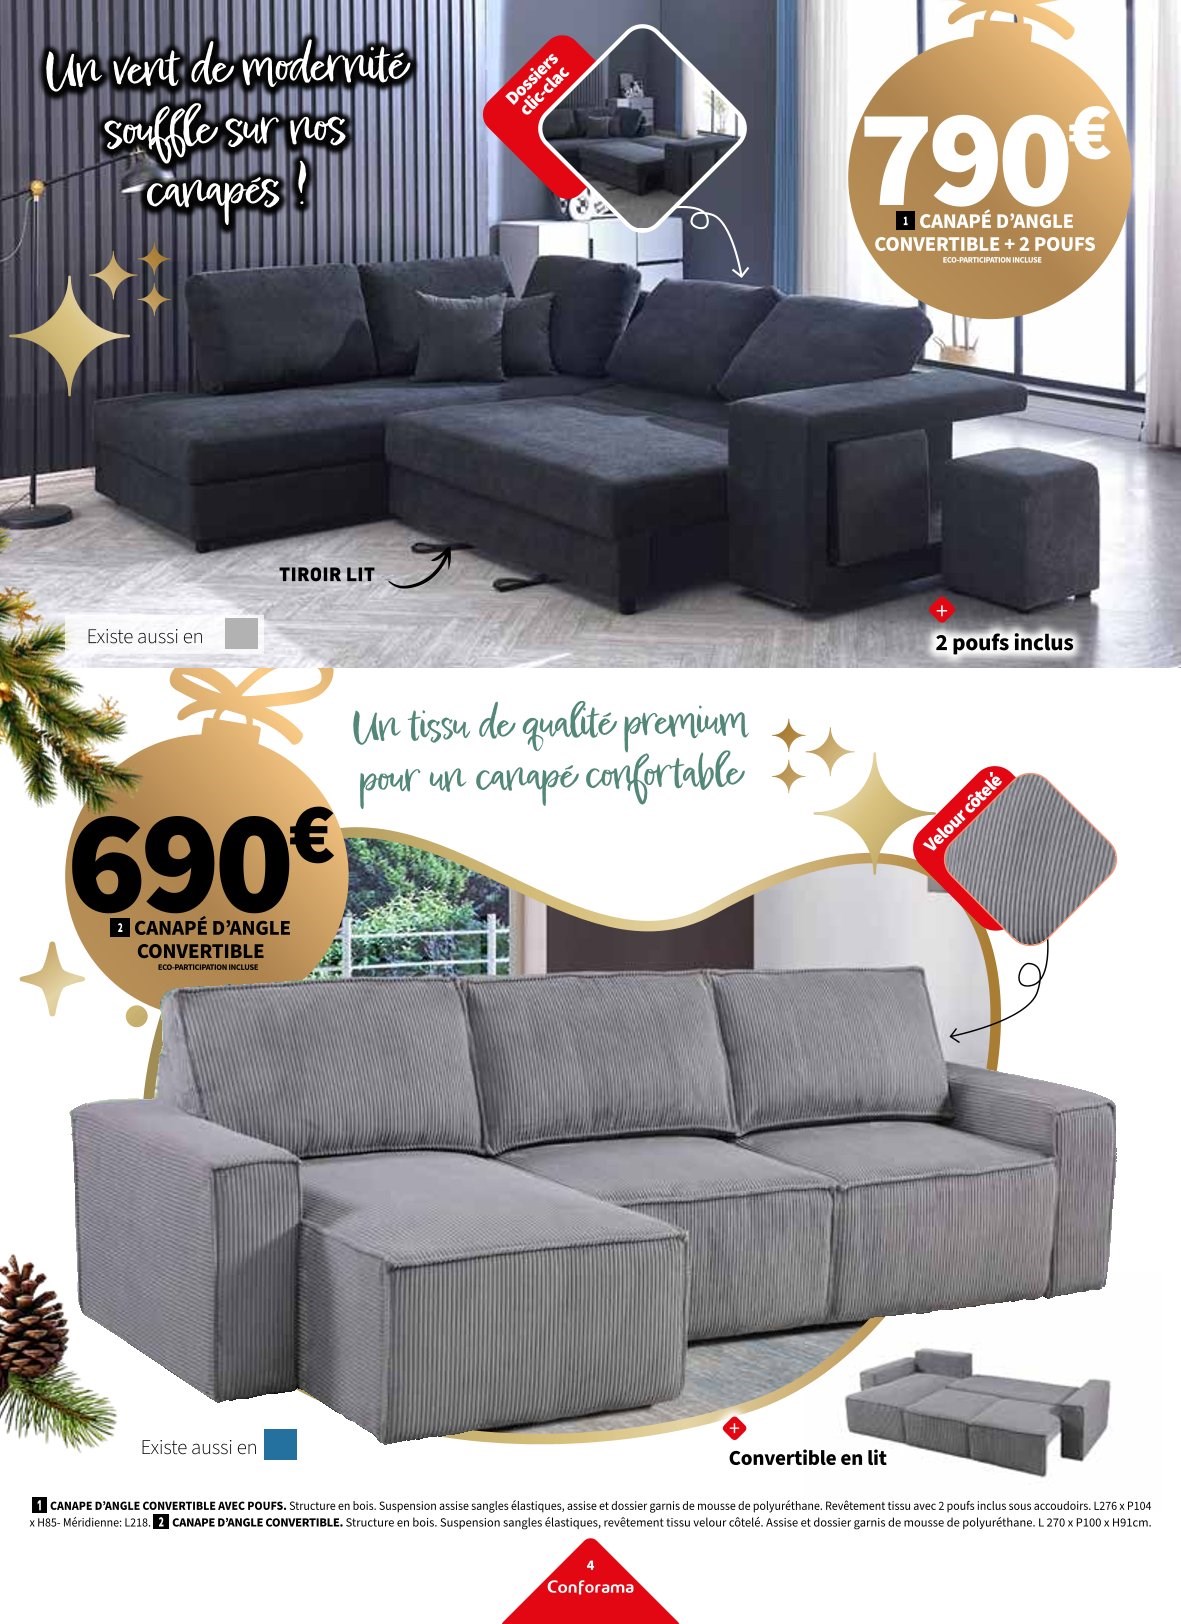 Un vent de modernité
souffle sur nos
canapés !
Dossiers
clic-clac
790€
1 CANAPÉ D'ANGLE
CONVERTIBLE + 2 POUFS
ECO-PARTICIPATION INCLUSE
TIROIR LIT
Existe aussi en
+
2 poufs inclus
Un tissu de qualité premium
pour un canapé confortable
Velour côtelé
690€
2 CANAPÉ D'ANGLE
CONVERTIBLE
ECO-PARTICIPATION INCLUSE
Existe aussi en
+
Convertible en lit
1 CANAPE D'ANGLE CONVERTIBLE AVEC POUFS. Structure en bois. Suspension assise sangles élastiques, assise et dossier garnis de mousse de polyuréthane. Revêtement tissu avec 2 poufs inclus sous accoudoirs. L276 x P104
x H85- Méridienne: L218. 2 CANAPE D'ANGLE CONVERTIBLE. Structure en bois. Suspension sangles élastiques, revêtement tissu velour côtelé. Assise et dossier garnis de mousse de polyuréthane. L 270 x P100 x H91cm.
4
Conforama